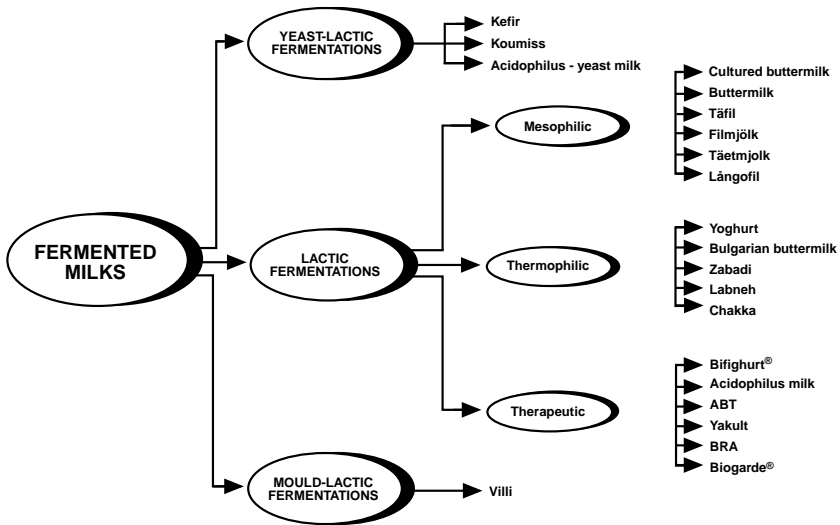 YEAST-LACTIC
FERMENTATIONS
Kefir
Koumiss
Acidophilus - yeast milk
Mesophilic
Cultured buttermilk
Buttermilk
Täfil
Filmjölk
Täetmjolk
Långofil
FERMENTED
MILKS
LACTIC
FERMENTATIONS
Thermophilic
Yoghurt
Bulgarian buttermilk
Zabadi
Labneh
Chakka
Therapeutic
Bifighurt®
Acidophilus milk
ABT
Yakult
BRA
Biogarde®
MOULD-LACTIC
FERMENTATIONS
Villi